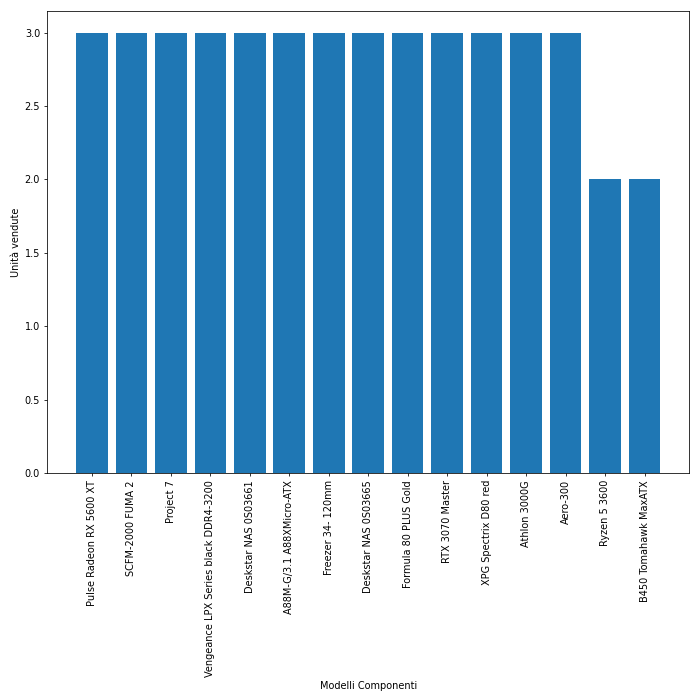 3.0
2.5
2.0
1.5
1.0
0.5
0.0
Unità vendute
Pulse Radeon RX 5600 XT
SCFM-2000 FUMA 2
Project 7
Vengeance LPX Series black DDR4-3200
Deskstar NAS 0S03661
A88M-G/3.1 A88XMicro-ATX
Freezer 34- 120mm
Deskstar NAS 0S03665
Formula 80 PLUS Gold
RTX 3070 Master
XPG Spectrix D80 red
Athlon 3000G
Aero-300
Ryzen 5 3600
B450 Tomahawk MaxATX
Modelli Componenti